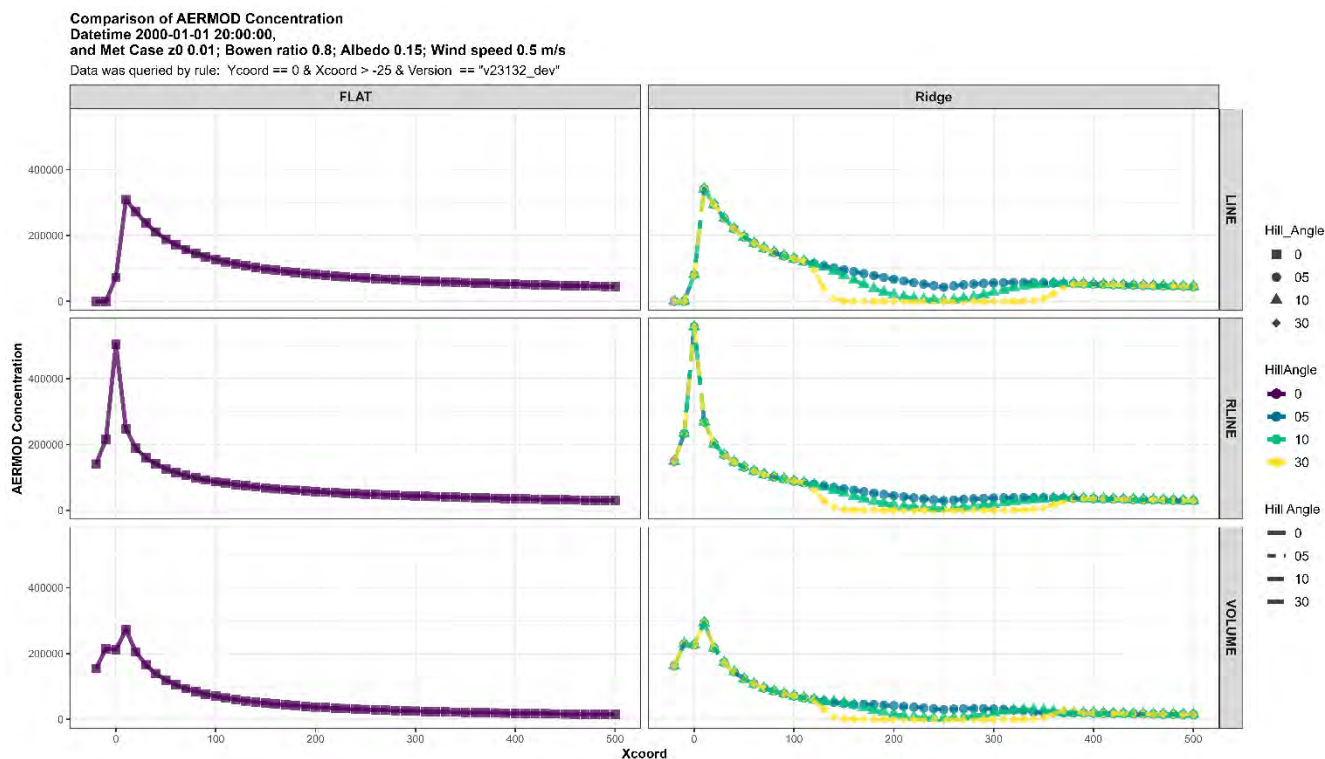 Comparison of AERMOD Concentration
Datetime 2000-01-01 20:00:00,
and Met Case z0 0.01; Bowen ratio 0.8; Albedo 0.15; Wind speed 0.5 m/s
Data was queried by rule:  Ycoord == 0 & Xcoord > -25 & Version  == "v23132_dev"
FLAT
Ridge
AERMOD Concentration
400000
200000
0
LINE
400000
200000
0
RLINE
400000
200000
0
VOLUME
0
100
200
300
400
500
0
100
200
300
400
500
Xcoord
Hill_Angle
0
05
10
30
HillAngle
0
05
10
30
Hill Angle
0
05
10
30